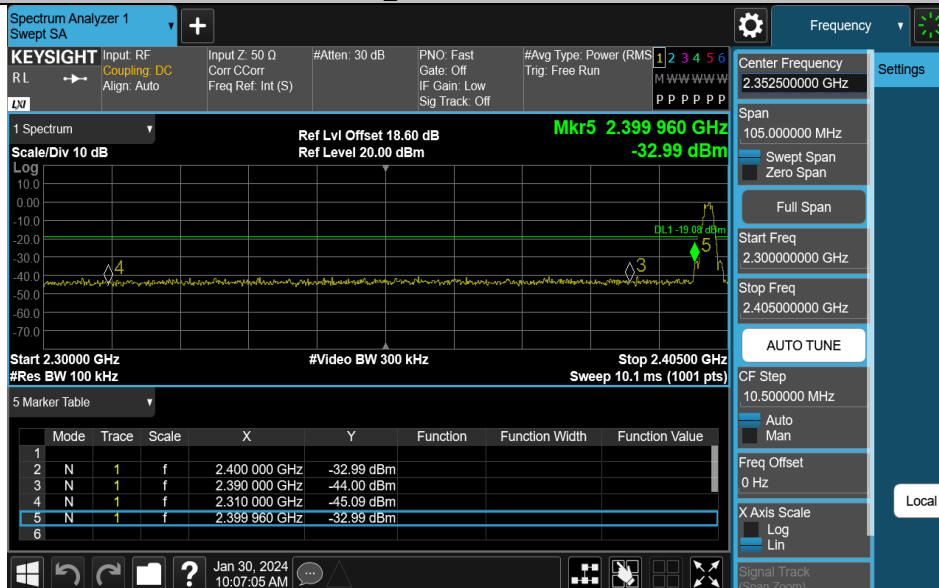 Spectrum Analyzer 1
Swept SA
+
Frequency
KEYSIGHT
RL
LXI
Input: RF
Coupling: DC
Align: Auto
Input Z: 50 Ω
Corr CCorr
Freq Ref: Int (S)
#Atten: 30 dB
PNO: Fast
Gate: Off
IF Gain: Low
Sig Track: Off
#Avg Type: Power (RMS
Trig: Free Run
1 2 3 4 5 6
M W W W W W
P P P P P P
1 Spectrum
Scale/Div 10 dB
Ref Lvl Offset 18.60 dB
Ref Level 20.00 dBm
Mkr5 2.399 960 GHz
-32.99 dBm
Log
10.0
0.00
-10.0
-20.0
-30.0
-40.0
-50.0
-60.0
-70.0
DL1 -19.08 dBm
4
3
5
Start 2.30000 GHz
#Res BW 100 kHz
#Video BW 300 kHz
Stop 2.40500 GHz
Sweep 10.1 ms (1001 pts)
5 Marker Table
Mode Trace Scale X Y Function Function Width Function Value
1
2 N 1 f 2.400 000 GHz -32.99 dBm
3 N 1 f 2.390 000 GHz -44.00 dBm
4 N 1 f 2.310 000 GHz -45.09 dBm
5 N 1 f 2.399 960 GHz -32.99 dBm
6
?
Jan 30, 2024
10:07:05 AM
Center Frequency
2.352500000 GHz
Span
105.000000 MHz
Swept Span
Zero Span
Full Span
Start Freq
2.300000000 GHz
Stop Freq
2.405000000 GHz
AUTO TUNE
CF Step
10.500000 MHz
Auto
Man
Freq Offset
0 Hz
X Axis Scale
Log
Lin
Signal Track
(Span Zoom)
Settings
Local